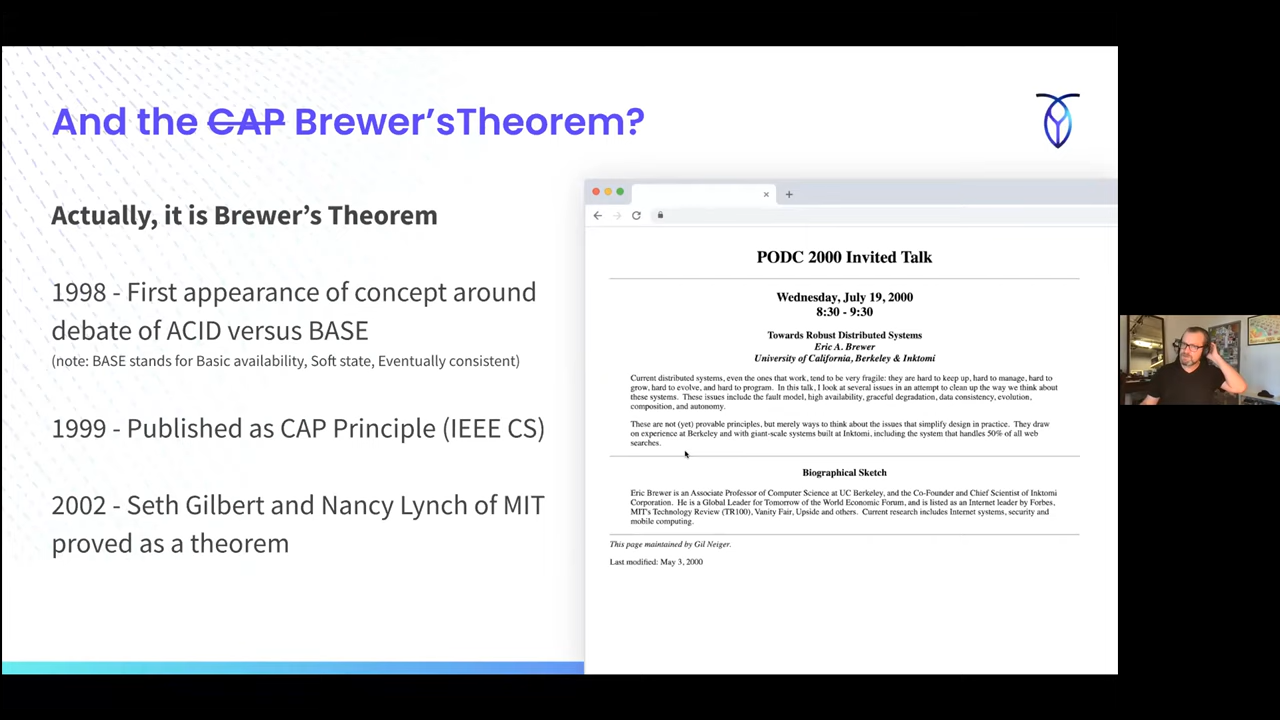 And the CAP Brewer'sTheorem?
Actually, it is Brewer's Theorem
1998 - First appearance of concept around
debate of ACID versus BASE
(note: BASE stands for Basic availability, Soft state, Eventually consistent)
1999 - Published as CAP Principle (IEEE CS)
2002 - Seth Gilbert and Nancy Lynch of MIT
proved as a theorem
PODC 2000 Invited Talk
Wednesday, July 19, 2000
8:30 - 9:30
Towards Robust Distributed Systems
Eric A. Brewer
University of California, Berkeley & Inktomi
Current distributed systems, even the ones that work, tend to be very fragile: they are hard to keep up, hard to manage, hard to
grow, hard to evolve, and hard to program. In this talk, I look at several issues in an attempt to clean up the way we think about
these systems. These issues include the fault model, high availability, graceful degradation, data consistency, evolution,
composition, and autonomy.
These are not (yet) provable principles, but merely ways to think about the issues that simplify design in practice. They draw
on experience at Berkeley and with giant-scale systems built at Inktomi, including the system that handles 50% of all web
searches.
Biographical Sketch
Eric Brewer is an Associate Professor of Computer Science at UC Berkeley, and the Co-Founder and Chief Scientist of Inktomi
Corporation. He is a Global Leader for Tomorrow of the World Economic Forum, and is listed as an Internet leader by Forbes,
MIT's Technology Review (TR100), Vanity Fair, Upside and others. Current research includes Internet systems, security and
mobile computing.
This page maintained by Gil Neiger.
Last modified: May 3, 2000